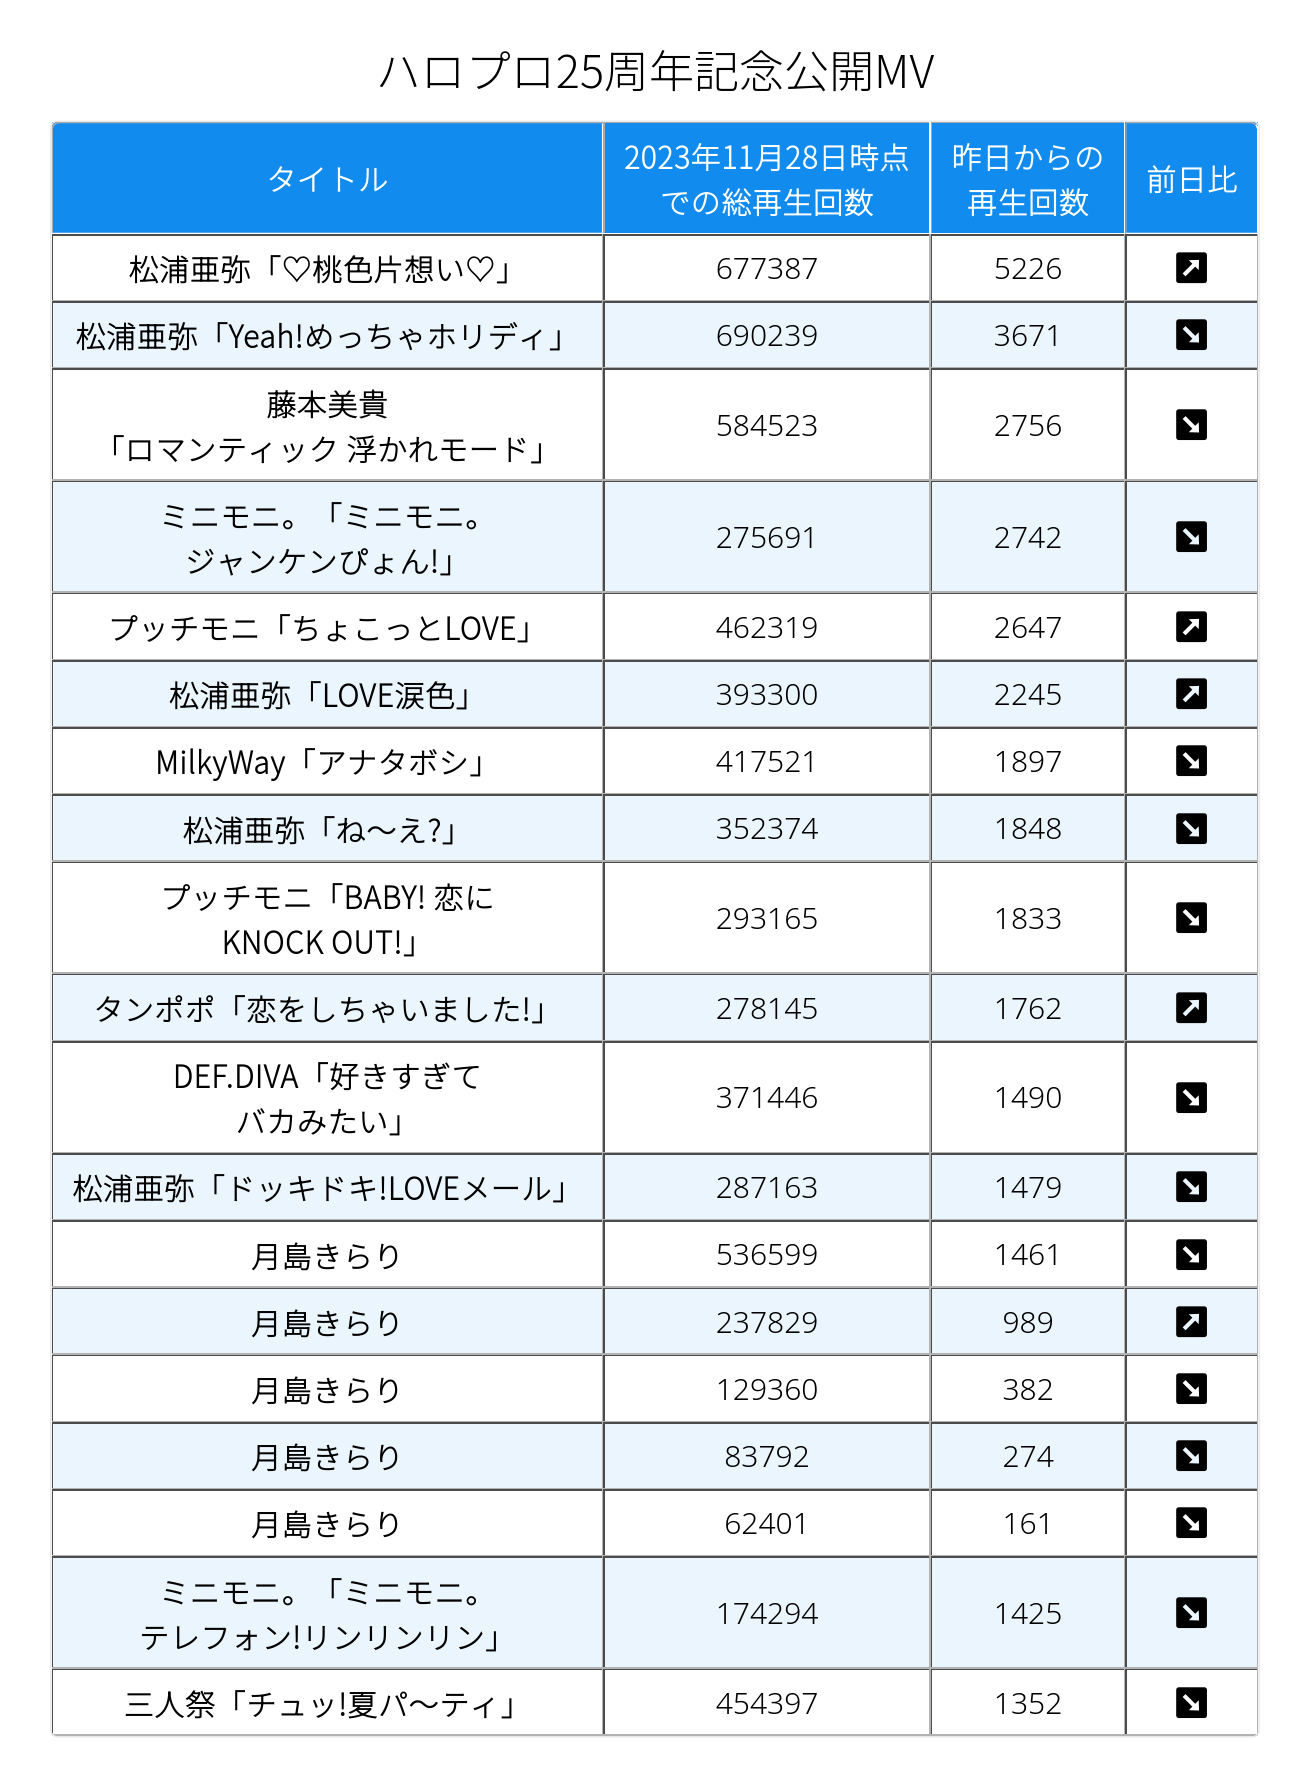 ハロプロ25周年記念公開MV
タイトル
2023年11月28日時点
での総再生回数
昨日からの
再生回数
前日比
松浦亜弥「♡桃色片想い♡」 677387 5226
松浦亜弥「Yeah!めっちゃホリディ」 690239 3671
藤本美貴
「ロマンティック 浮かれモード」 584523 2756
ミニモニ。「ミニモニ。
ジャンケンぴょん!」 275691 2742
プッチモニ「ちょこっとLOVE」 462319 2647
松浦亜弥「LOVE涙色」 393300 2245
MilkyWay「アナタボシ」 417521 1897
松浦亜弥「ね〜え?」 352374 1848
プッチモニ「BABY! 恋に
KNOCK OUT!」 293165 1833
タンポポ「恋をしちゃいました!」 278145 1762
DEF.DIVA「好きすぎて
バカみたい」 371446 1490
松浦亜弥「ドッキドキ!LOVEメール」 287163 1479
月島きらり 536599 1461
月島きらり 237829 989
月島きらり 129360 382
月島きらり 83792 274
月島きらり 62401 161
ミニモニ。「ミニモニ。
テレフォン!リンリンリン」 174294 1425
三人祭「チュッ!夏パ〜ティ」 454397 1352